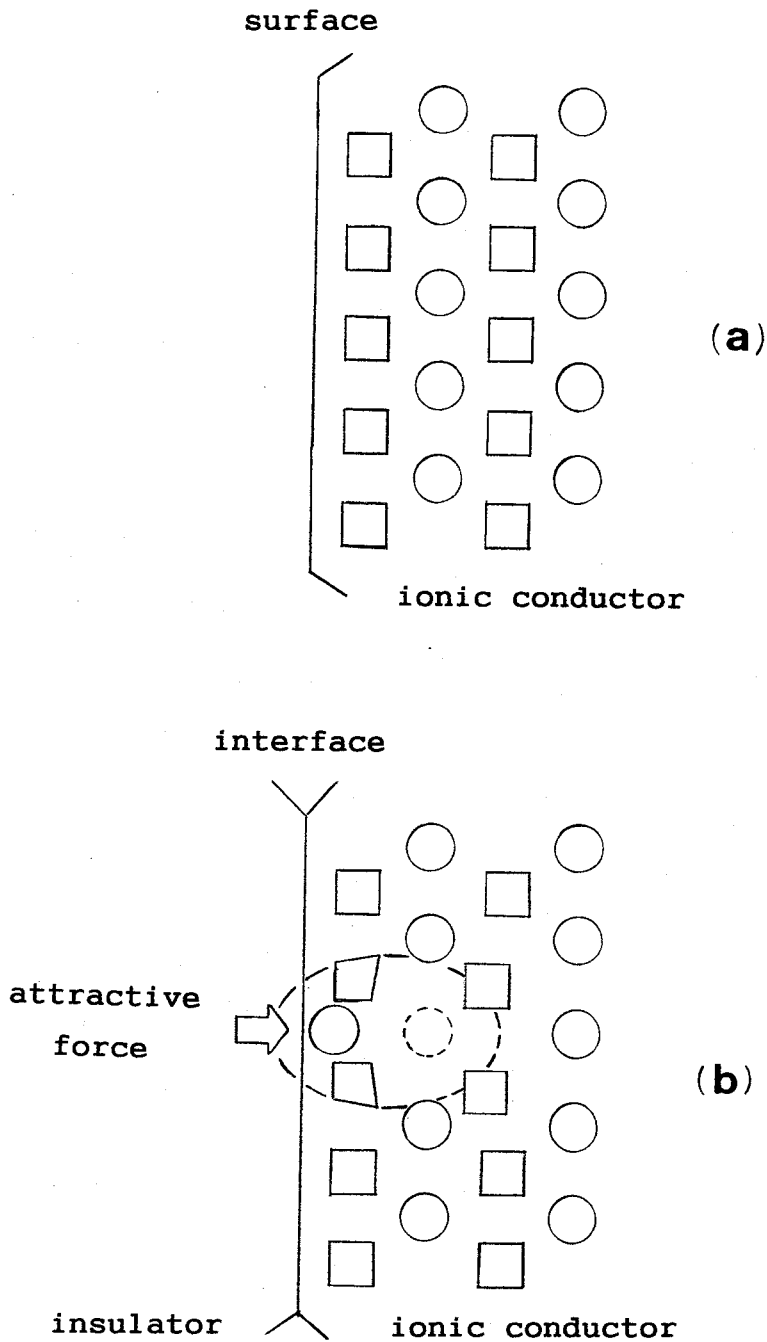 surface
(a)
ionic conductor
interface
attractive
force
(b)
insulator
ionic conductor